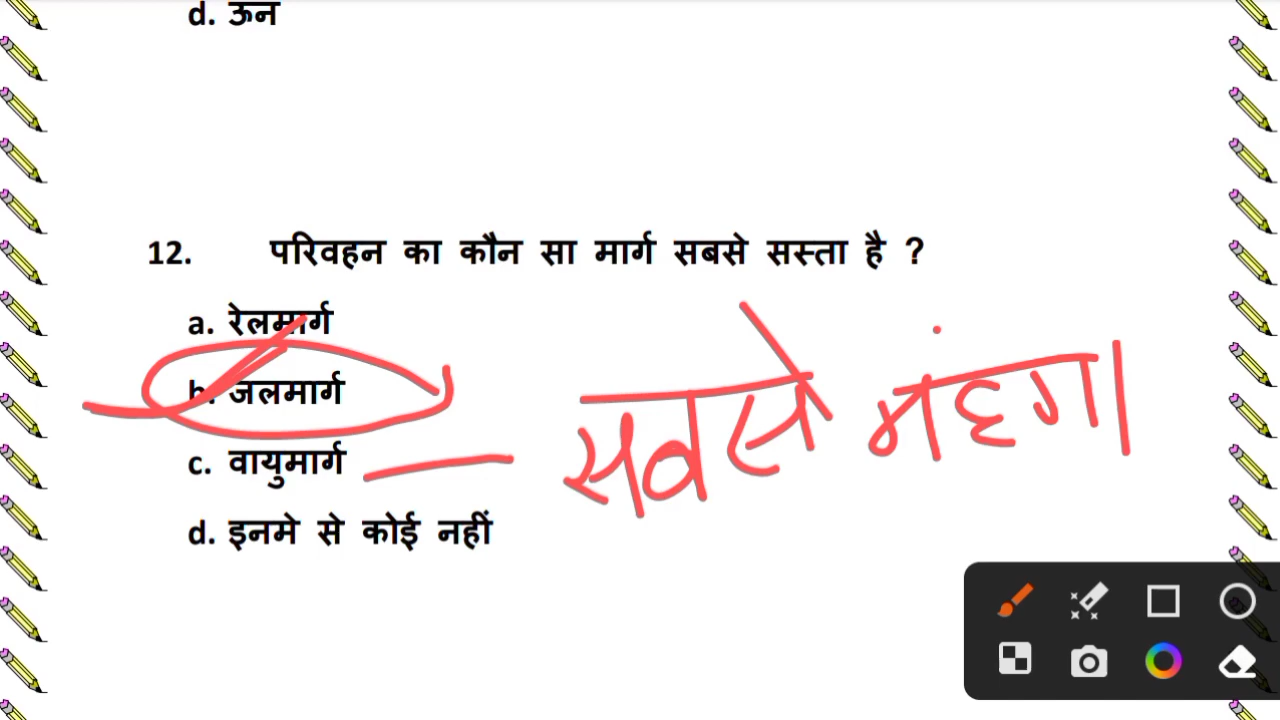 d. ऊन
12. परिवहन का कौन सा मार्ग सबसे सस्ता है ?
a. रेलमार्ग
b. जलमार्ग
c. वायुमार्ग
सबसे मंहगा
d. इनमे से कोई नहीं